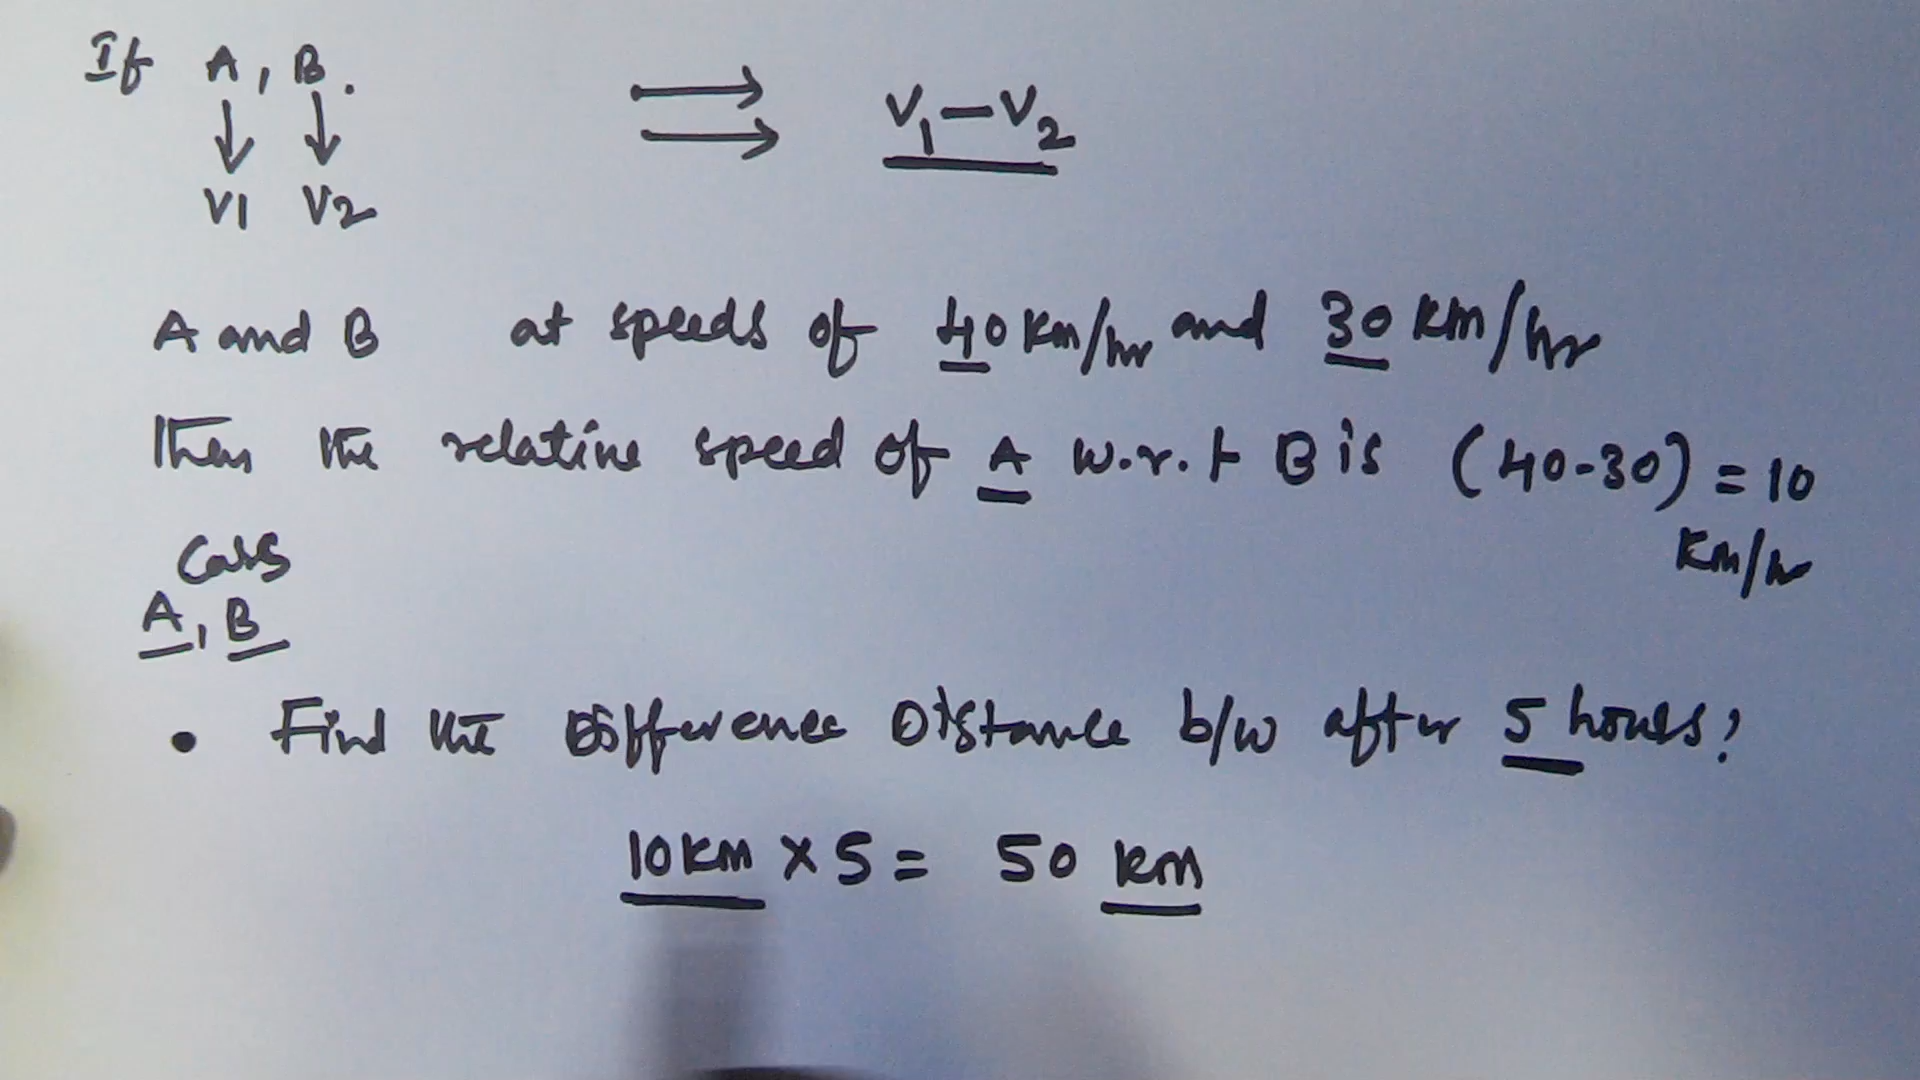 If A, B.
V1 V2
V1-V2
A and B at speeds of 40 km/hr and 30 km/hr
Then the relative speed of A w.r.t B is (40-30) = 10
km/hr
Cars
A, B
• Find the Difference Distance b/w after 5 hours?
10 km x 5 = 50 km